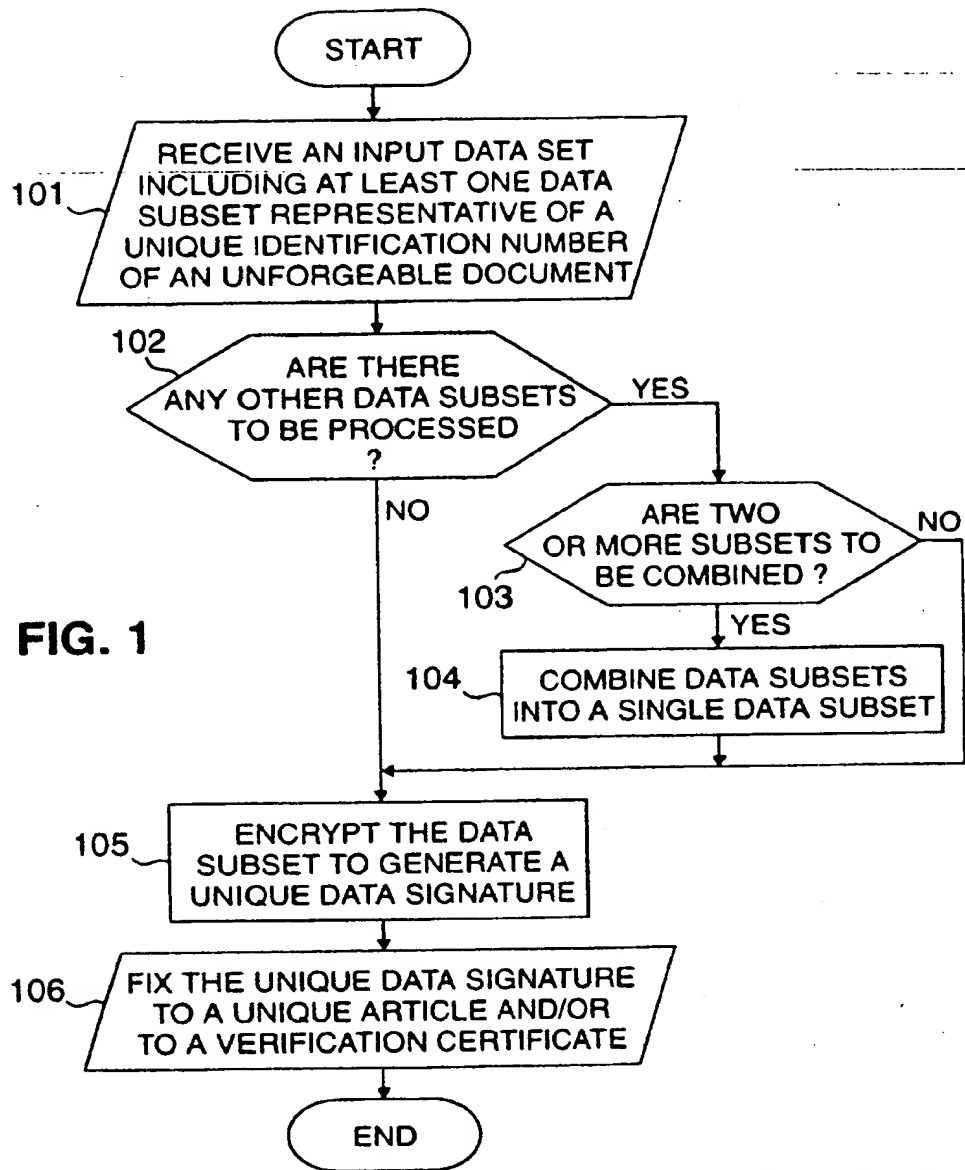 START
101
RECEIVE AN INPUT DATA SET
INCLUDING AT LEAST ONE DATA
SUBSET REPRESENTATIVE OF A
UNIQUE IDENTIFICATION NUMBER
OF AN UNFORGEABLE DOCUMENT
102
ARE THERE
ANY OTHER DATA SUBSETS
TO BE PROCESSED
?
YES
NO
ARE TWO
OR MORE SUBSETS TO
BE COMBINED ?
NO
103
YES
FIG. 1
104
COMBINE DATA SUBSETS
INTO A SINGLE DATA SUBSET
105
ENCRYPT THE DATA
SUBSET TO GENERATE A
UNIQUE DATA SIGNATURE
106
FIX THE UNIQUE DATA SIGNATURE
TO A UNIQUE ARTICLE AND/OR
TO A VERIFICATION CERTIFICATE
END